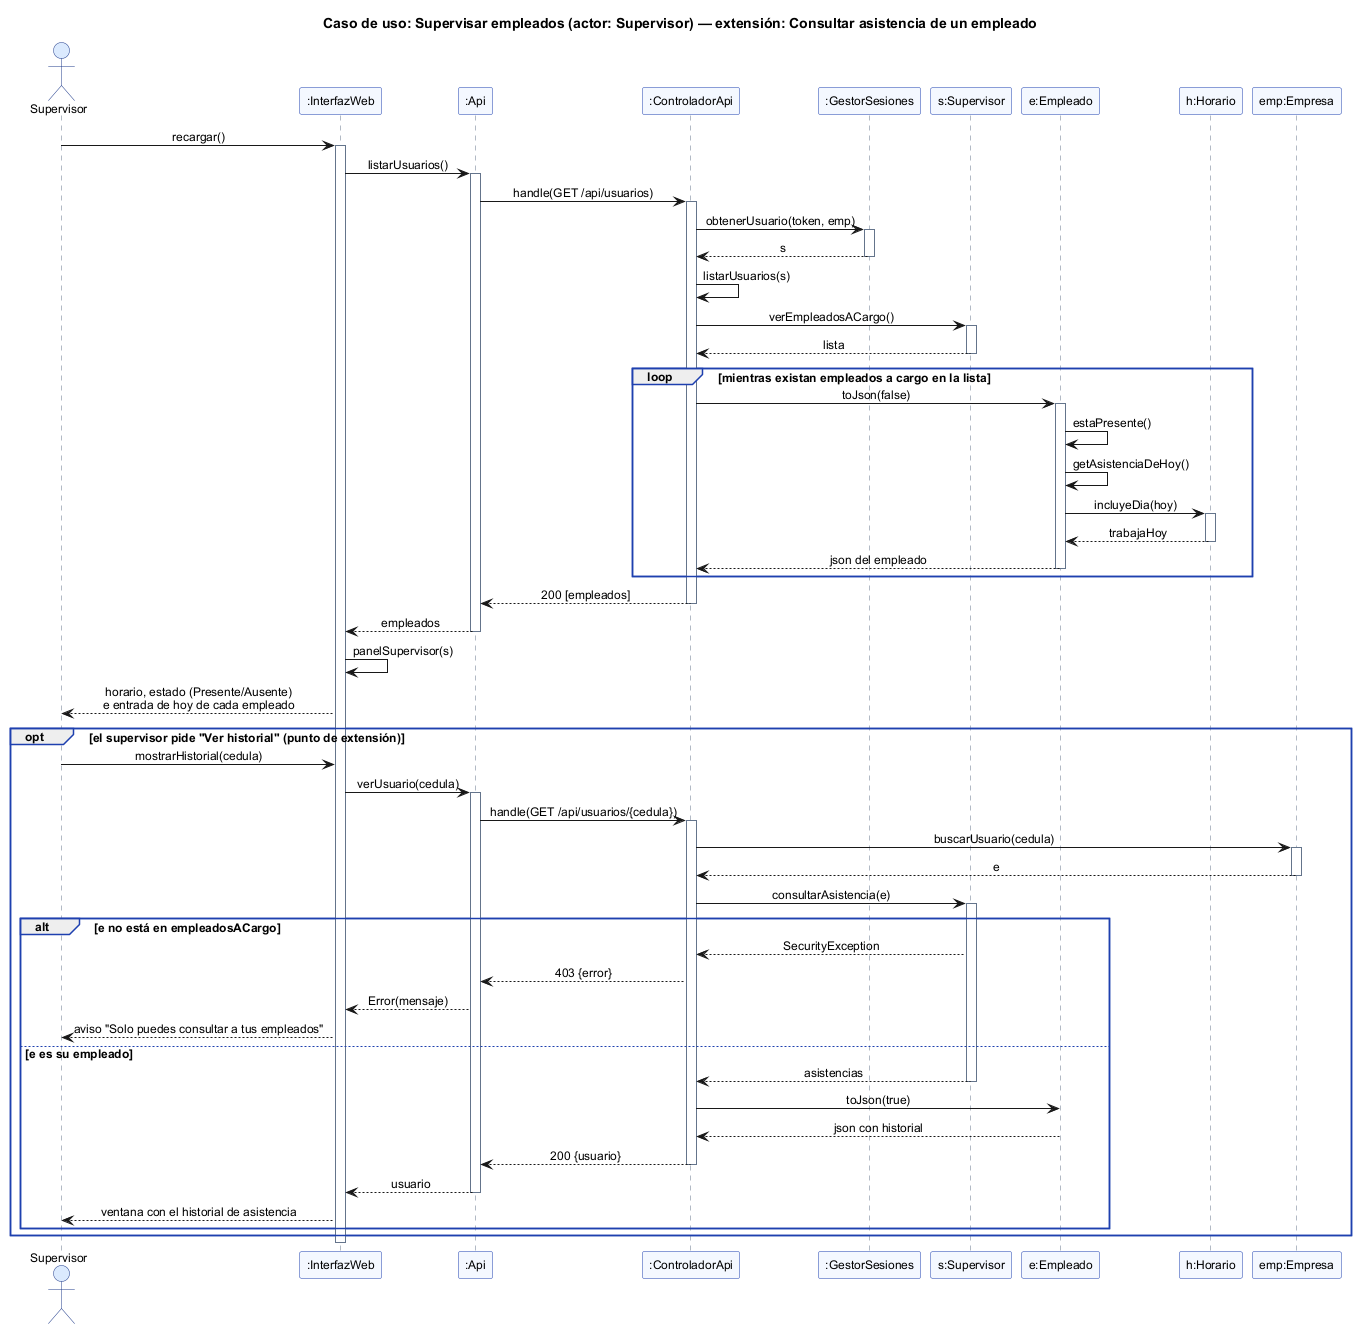 Caso de uso: Supervisar empleados (actor: Supervisor) — extensión: Consultar asistencia de un empleado
Supervisor
:InterfazWeb
:Api
:ControladorApi
:GestorSesiones
s:Supervisor
e:Empleado
h:Horario
emp:Empresa
recargar()
listarUsuarios()
handle(GET /api/usuarios)
obtenerUsuario(token, emp)
s
listarUsuarios(s)
verEmpleadosACargo()
lista
loop [mientras existan empleados a cargo en la lista]
toJson(false)
estaPresente()
getAsistenciaDeHoy()
incluyeDia(hoy)
trabajaHoy
json del empleado
200 [empleados]
empleados
panelSupervisor(s)
horario, estado (Presente/Ausente)
e entrada de hoy de cada empleado
opt [el supervisor pide "Ver historial" (punto de extensión)]
mostrarHistorial(cedula)
verUsuario(cedula)
handle(GET /api/usuarios/{cedula})
buscarUsuario(cedula)
e
consultarAsistencia(e)
alt [e no está en empleadosACargo]
SecurityException
403 {error}
Error(mensaje)
aviso "Solo puedes consultar a tus empleados"
[e es su empleado]
asistencias
toJson(true)
json con historial
200 {usuario}
usuario
ventana con el historial de asistencia
Supervisor
:InterfazWeb
:Api
:ControladorApi
:GestorSesiones
s:Supervisor
e:Empleado
h:Horario
emp:Empresa